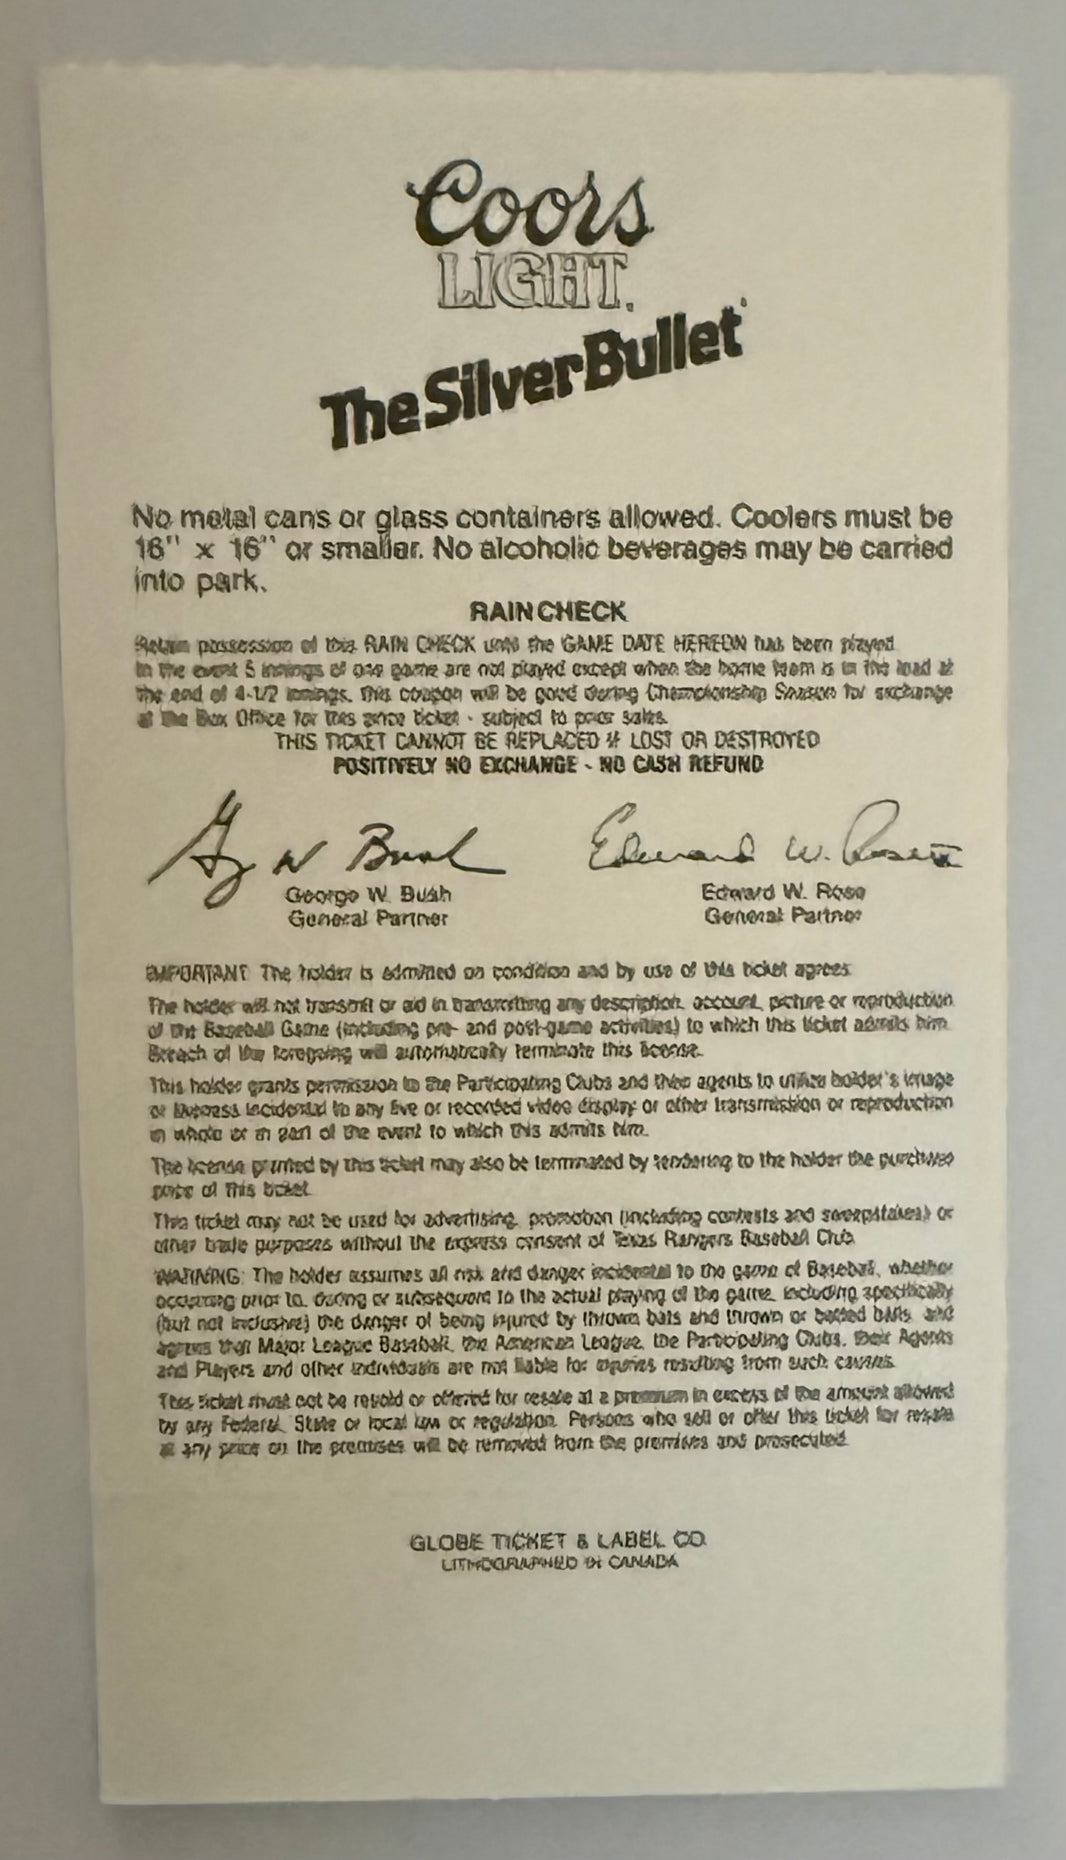 Coors
LIGHT.
The Silver Bullet
No metal cans or glass containers allowed. Coolers must be
16" x 16" or smaller. No alcoholic beverages may be carried
into park.
RAIN CHECK
Retain possession of this RAIN CHECK until the GAME DATE HEREON has been played.
In the event 5 innings of one game are not played except when the home team is in the lead at
the end of 4-1/2 innings, this coupon will be good during Championship Season for exchange
at the Box Office for this price ticket - subject to prior sales.
THIS TICKET CANNOT BE REPLACED IF LOST OR DESTROYED
POSITIVELY NO EXCHANGE - NO CASH REFUND
George W Bush
Edward W. Rose
George W. Bush
Edward W. Rose
General Partner
General Partner
IMPORTANT: The holder is admitted on condition and by use of this ticket agrees:
The holder will not transmit or aid in transmitting any description, account, picture or reproduction
of the Baseball Game (including pre- and post-game activities) to which this ticket admits him.
Breach of the foregoing will automatically terminate this license.
This holder grants permission to the Participating Clubs and their agents to utilize holder's image
or likeness incidental to any live or recorded video display or other transmission or reproduction
in whole or in part of the event to which this admits him.
The license granted by this ticket may also be terminated by tendering to the holder the purchase
price of this ticket.
This ticket may not be used for advertising, promotion (including contests and sweepstakes) or
other trade purposes without the express consent of Texas Rangers Baseball Club.
WARNING: The holder assumes all risk and danger incidental to the game of Baseball, whether
occurring prior to, during or subsequent to the actual playing of the game, including specifically
(but not inclusive) the danger of being injured by thrown bats and thrown or batted balls, and
agrees that Major League Baseball, the American League, the Participating Clubs, their Agents
and Players and other individuals are not liable for injuries resulting from such causes.
This ticket must not be resold or offered for resale at a premium in excess of the amount allowed
by any Federal, State or local law or regulation. Persons who sell or offer this ticket for resale
at any price on the premises will be removed from the premises and prosecuted.
GLOBE TICKET & LABEL CO.
LITHOGRAPHED IN CANADA